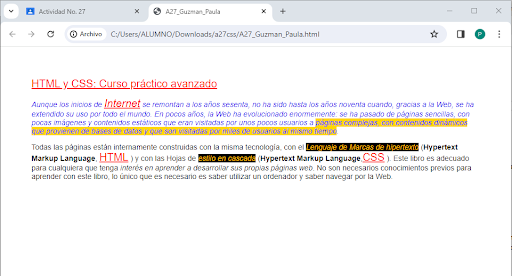 Actividad No. 27
A27_Guzman_Paula
Archivo
C:/Users/ALUMNO/Downloads/a27css/A27_Guzman_Paula.html
P
HTML y CSS: Curso práctico avanzado
Aunque los inicios de Internet se remontan a los años sesenta, no ha sido hasta los años noventa cuando, gracias a la Web, se ha
extendido su uso por todo el mundo. En pocos años, la Web ha evolucionado enormemente: se ha pasado de páginas sencillas, con
pocas imágenes y contenidos estáticos que eran visitadas por unos pocos usuarios a páginas complejas, con contenidos dinámicos
que provienen de bases de datos y que son visitadas por miles de usuarios al mismo tiempo
Todas las páginas están internamente construidas con la misma tecnología, con el Lenguaje de Marcas de hipertexto (Hypertext
Markup Language, HTML ) y con las Hojas de estilo en cascada (Hypertext Markup Language,CSS ). Este libro es adecuado
para cualquiera que tenga interés en aprender a desarrollar sus propias páginas web. No son necesarios conocimientos previos para
aprender con este libro, lo único que es necesario es saber utilizar un ordenador y saber navegar por la Web.